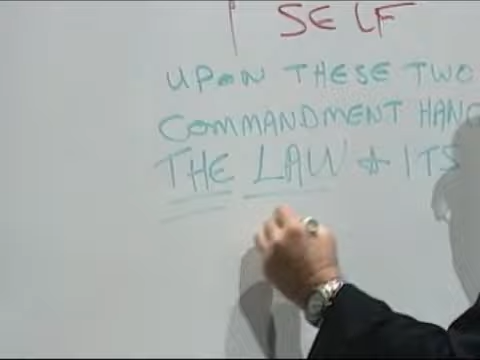 SELF
UPON THESE TWO
COMMANDMENT HANG
THE LAW & ITS